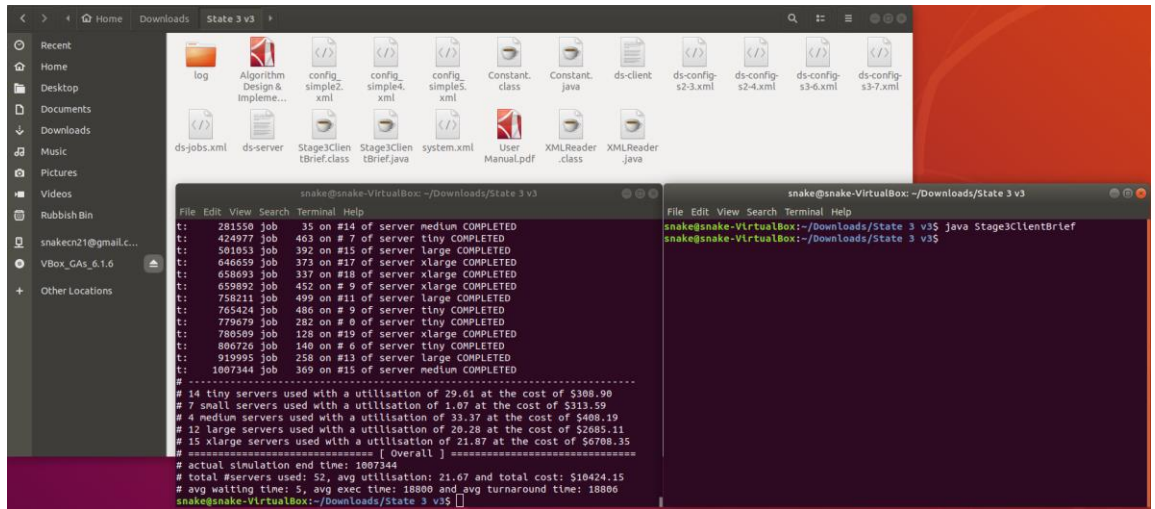 Home Downloads State 3 v3
Recent
Home
Desktop
Documents
Downloads
Music
Pictures
Videos
Rubbish Bin
snakecn21@gmail.c...
VBox_GAs_6.1.6
Other Locations
log
Algorithm Design & Impleme...
config_simple2.xml
config_simple4.xml
config_simple5.xml
Constant.class
Constant.java
ds-client
ds-config-s2-3.xml
ds-config-s2-4.xml
ds-config-s3-6.xml
ds-config-s3-7.xml
ds-jobs.xml
ds-server
Stage3ClientBrief.class
Stage3ClientBrief.java
system.xml
User Manual.pdf
XMLReader.class
XMLReader.java
snake@snake-VirtualBox: ~/Downloads/State 3 v3
File Edit View Search Terminal Help
t: 281550 job 35 on #14 of server medium COMPLETED
t: 424977 job 463 on # 7 of server tiny COMPLETED
t: 501053 job 392 on #15 of server large COMPLETED
t: 646659 job 373 on #17 of server xlarge COMPLETED
t: 658693 job 337 on #18 of server xlarge COMPLETED
t: 659892 job 452 on # 9 of server xlarge COMPLETED
t: 758211 job 499 on #11 of server large COMPLETED
t: 765424 job 486 on # 9 of server tiny COMPLETED
t: 779679 job 282 on # 0 of server tiny COMPLETED
t: 780509 job 128 on #19 of server xlarge COMPLETED
t: 806726 job 140 on # 6 of server tiny COMPLETED
t: 919995 job 258 on #13 of server large COMPLETED
t: 1007344 job 369 on #15 of server medium COMPLETED
# -------------------------------------------------------------------------------
# 14 tiny servers used with a utilisation of 29.61 at the cost of $308.90
# 7 small servers used with a utilisation of 1.07 at the cost of $313.59
# 4 medium servers used with a utilisation of 33.37 at the cost of $408.19
# 12 large servers used with a utilisation of 20.28 at the cost of $2685.11
# 15 xlarge servers used with a utilisation of 21.87 at the cost of $6708.35
# ================================ [ Overall ] ================================
# actual simulation end time: 1007344
# total #servers used: 52, avg utilisation: 21.67 and total cost: $10424.15
# avg waiting time: 5, avg exec time: 18800 and avg turnaround time: 18806
snake@snake-VirtualBox:~/Downloads/State 3 v3$
snake@snake-VirtualBox: ~/Downloads/State 3 v3
File Edit View Search Terminal Help
snake@snake-VirtualBox:~/Downloads/State 3 v3$ java Stage3ClientBrief
snake@snake-VirtualBox:~/Downloads/State 3 v3$